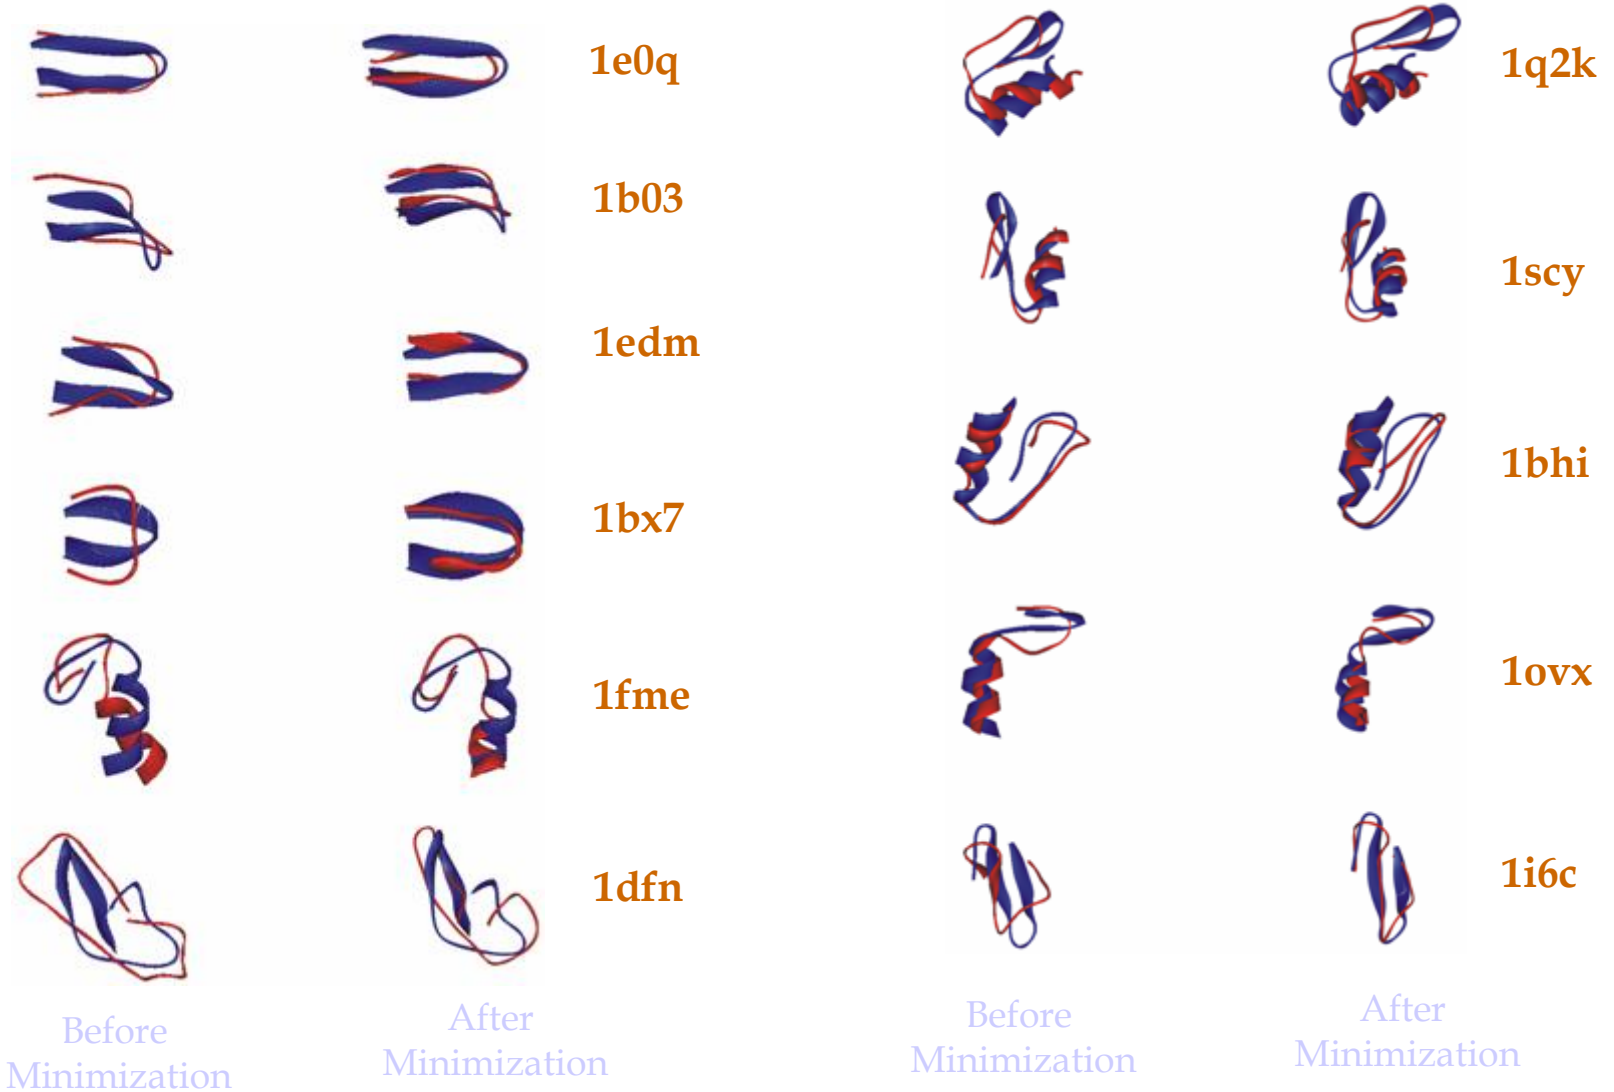 1e0q
1b03
1edm
1bx7
1fme
1dfn
Before
Minimization
After
Minimization
1q2k
1scy
1bhi
1ovx
1i6c
Before
Minimization
After
Minimization